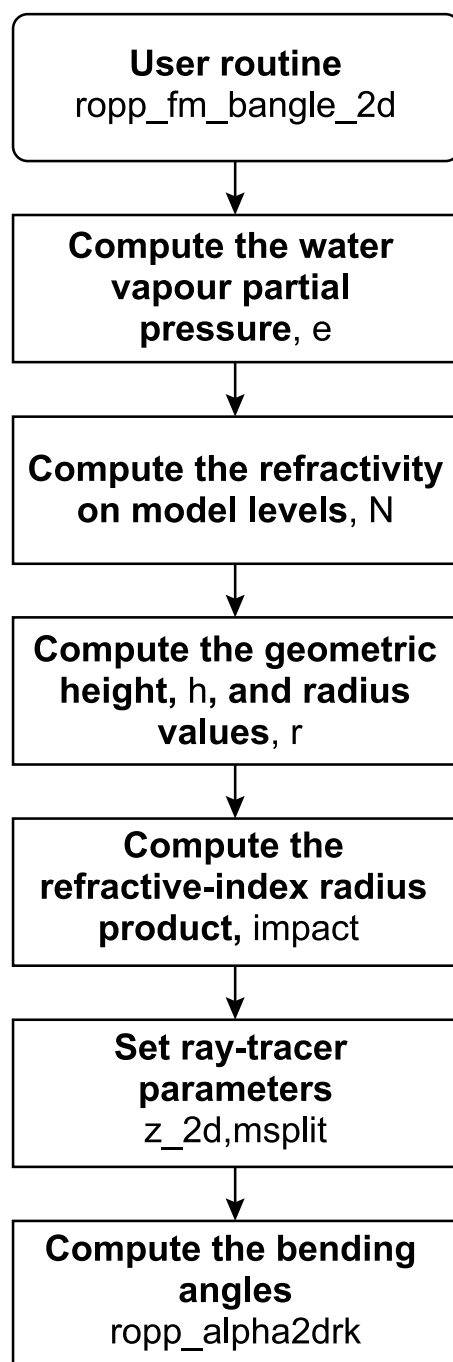 User routine
ropp_fm_bangle_2d
Compute the water
vapour partial
pressure, e
Compute the refractivity
on model levels, N
Compute the geometric
height, h, and radius
values, r
Compute the
refractive-index radius
product, impact
Set ray-tracer
parameters
z_2d,msplit
Compute the bending
angles
ropp_alpha2drk